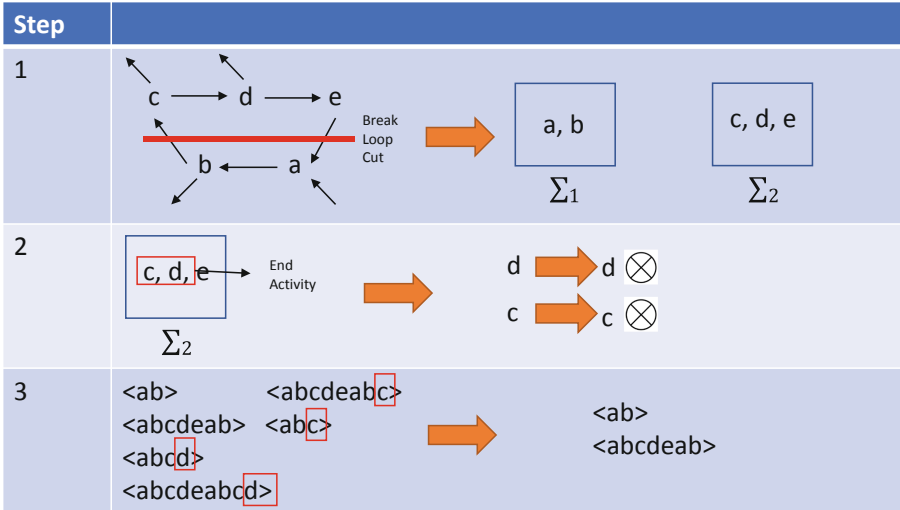 Step
1
c d e
b a
Break
Loop
Cut
a, b
∑1
c, d, e
∑2
2
c, d, e
End
Activity
∑2
d d
c c
3
<ab> <abcdeabc>
<abcdeab> <abc>
<abcd>
<abcdeabcd>
<ab>
<abcdeab>